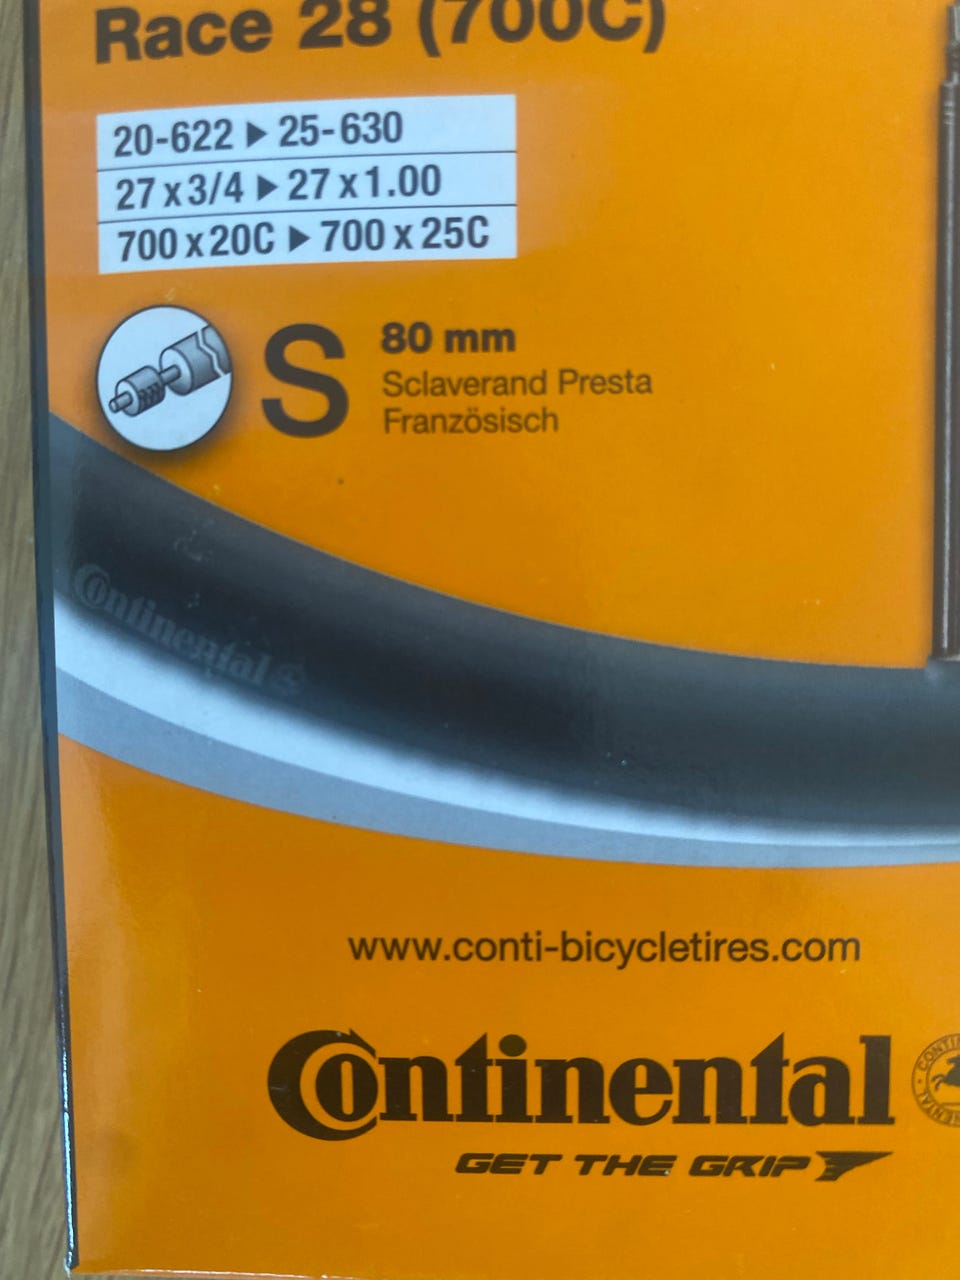 Race 28 (700C)
20-622 ▶ 25-630
27 x 3/4 ▶ 27 x 1.00
700 x 20C ▶ 700 x 25C
S
80 mm
Sclaverand Presta
Französisch
Continental
www.conti-bicycletires.com
Continental
GET THE GRIP